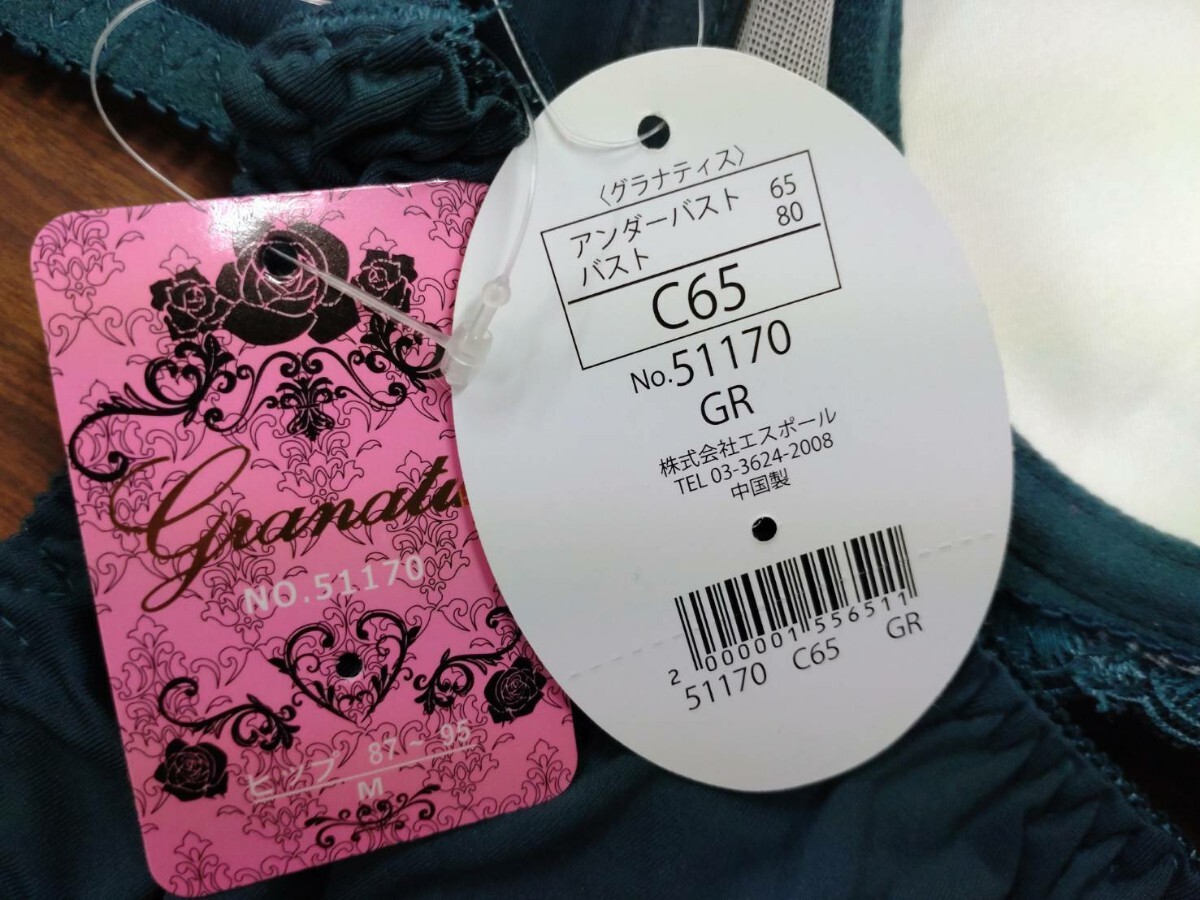 Granati
NO.51170
ヒップ 87～95
M
〈グラナティス〉
アンダーバスト 65
バスト 80
C65
No.51170
GR
株式会社エスポール
TEL 03-3624-2008
中国製
2 000001 556511
51170 C65 GR